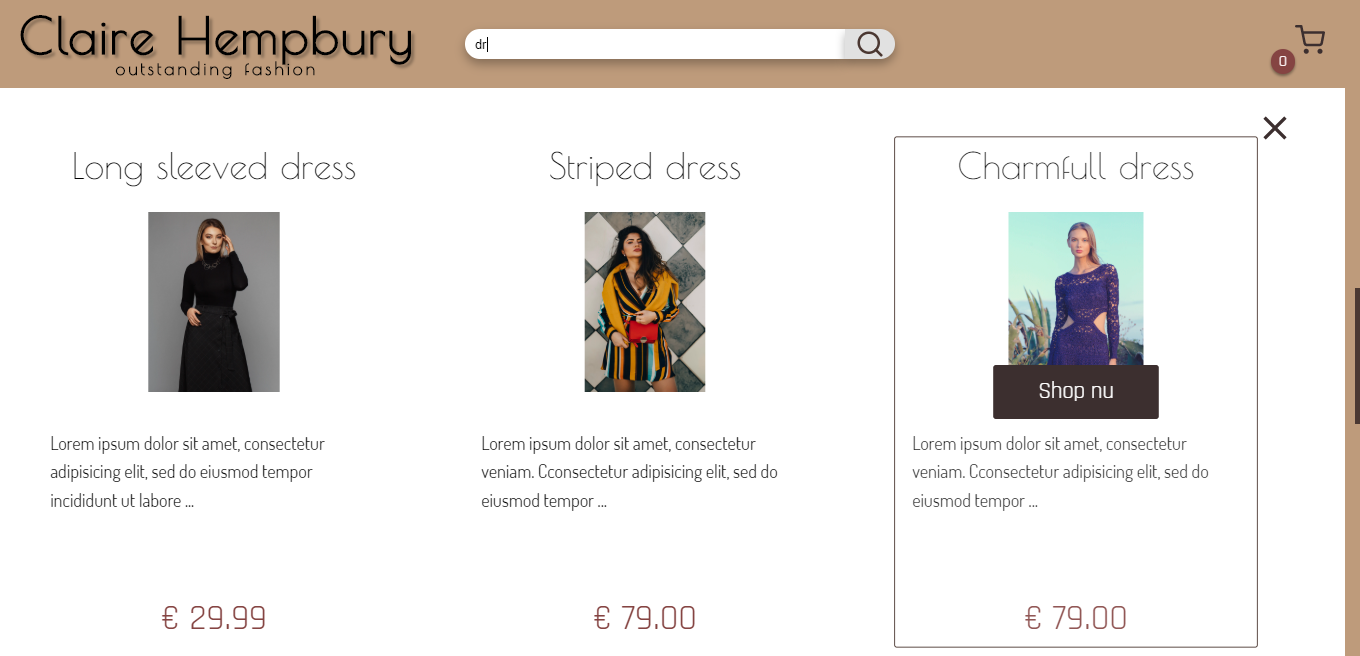 Claire Hempbury
outstanding fashion
dr
0
Long sleeved dress
Lorem ipsum dolor sit amet, consectetur
adipisicing elit, sed do eiusmod tempor
incididunt ut labore ...
€ 29.99
Striped dress
Lorem ipsum dolor sit amet, consectetur
veniam. Cconsectetur adipisicing elit, sed do
eiusmod tempor ...
€ 79.00
Charmfull dress
Shop nu
Lorem ipsum dolor sit amet, consectetur
veniam. Cconsectetur adipisicing elit, sed do
eiusmod tempor ...
€ 79.00